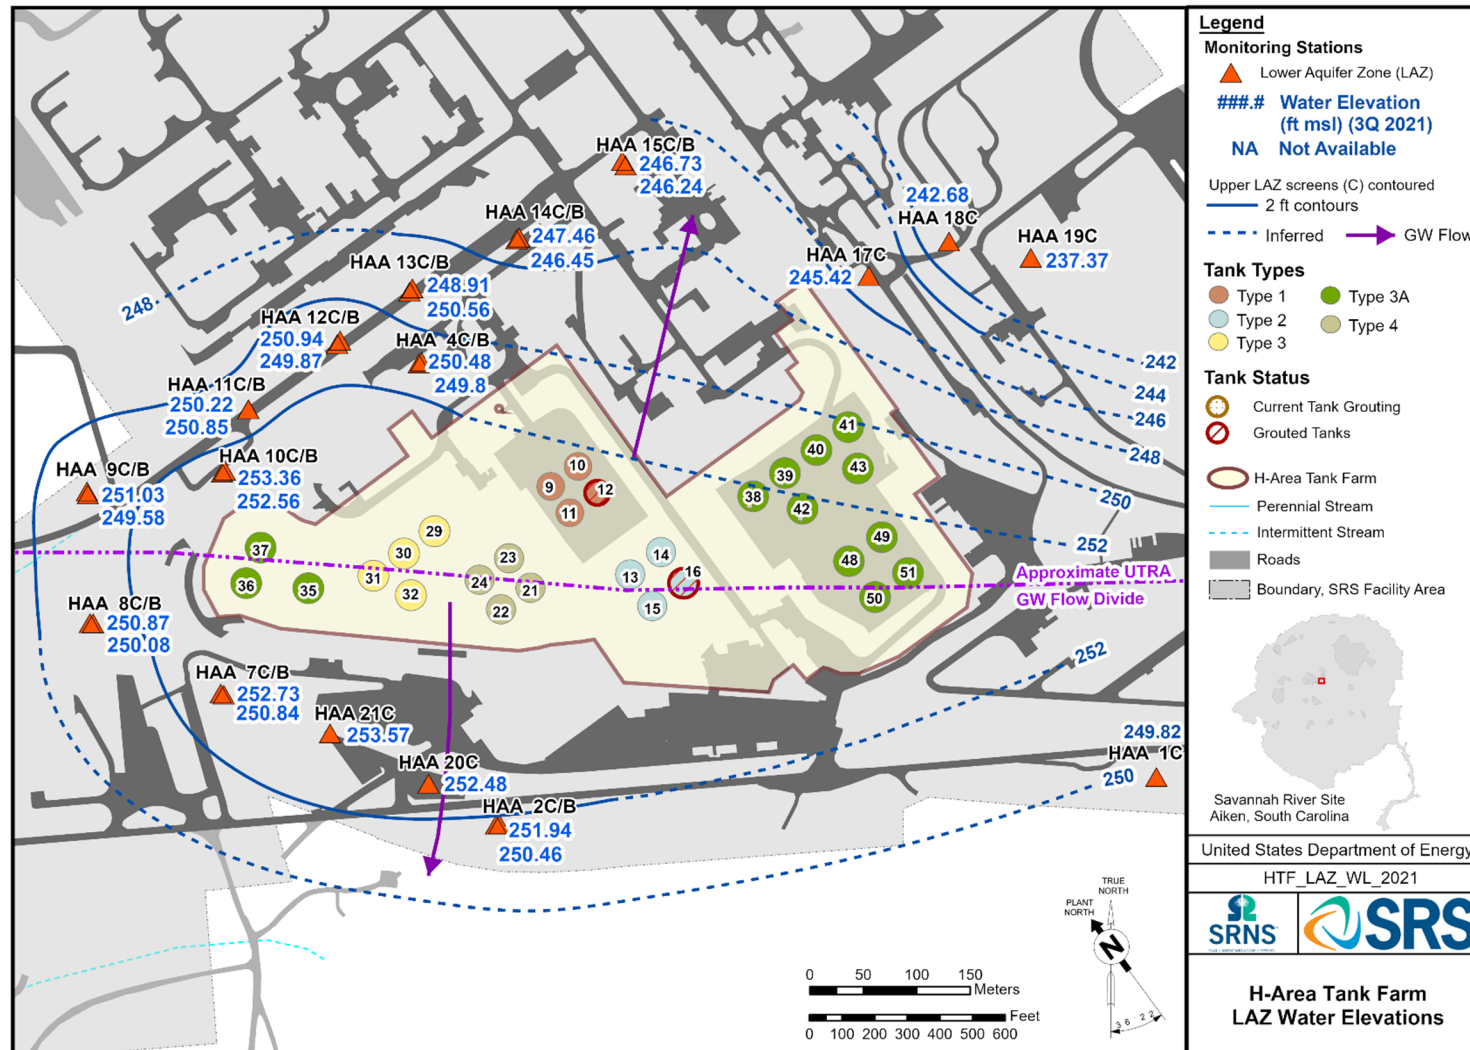 HAA 15C/B
246.73
246.24
HAA 14C/B
247.46
246.45
242.68
HAA 18C
HAA 19C
237.37
HAA 17C
245.42
HAA 13C/B
248.91
250.56
248
HAA 12C/B
250.94
249.87
HAA 4C/B
250.48
249.8
HAA 11C/B
250.22
250.85
HAA 10C/B
253.36
252.56
HAA 9C/B
251.03
249.58
HAA 8C/B
250.87
250.08
HAA 7C/B
252.73
250.84
HAA 21C
253.57
HAA 20C
252.48
HAA 2C/B
251.94
250.46
249.82
HAA 1C
250
252
242
244
246
248
250
252
Approximate UTRA
GW Flow Divide
9
10
11
12
13
14
15
16
21
22
23
24
29
30
31
32
35
36
37
38
39
40
41
42
43
48
49
50
51
TRUE
NORTH
PLANT
NORTH
N
36.22
0 50 100 150
Meters
Feet
0 100 200 300 400 500 600
Legend
Monitoring Stations
Lower Aquifer Zone (LAZ)
###.# Water Elevation
(ft msl) (3Q 2021)
NA Not Available
Upper LAZ screens (C) contoured
2 ft contours
Inferred GW Flow
Tank Types
Type 1 Type 3A
Type 2 Type 4
Type 3
Tank Status
Current Tank Grouting
Grouted Tanks
H-Area Tank Farm
Perennial Stream
Intermittent Stream
Roads
Boundary, SRS Facility Area
Savannah River Site
Aiken, South Carolina
United States Department of Energy
HTF_LAZ_WL_2021
SRNS
SRS
H-Area Tank Farm
LAZ Water Elevations